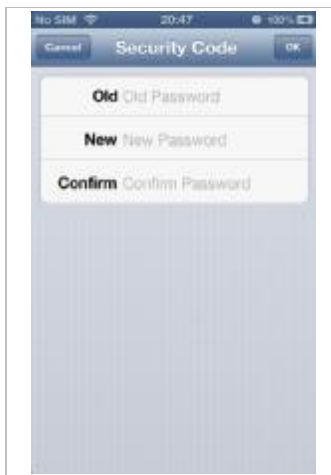 No SIM 20:47 100%
Cancel Security Code OK
Old Old Password
New New Password
Confirm Confirm Password